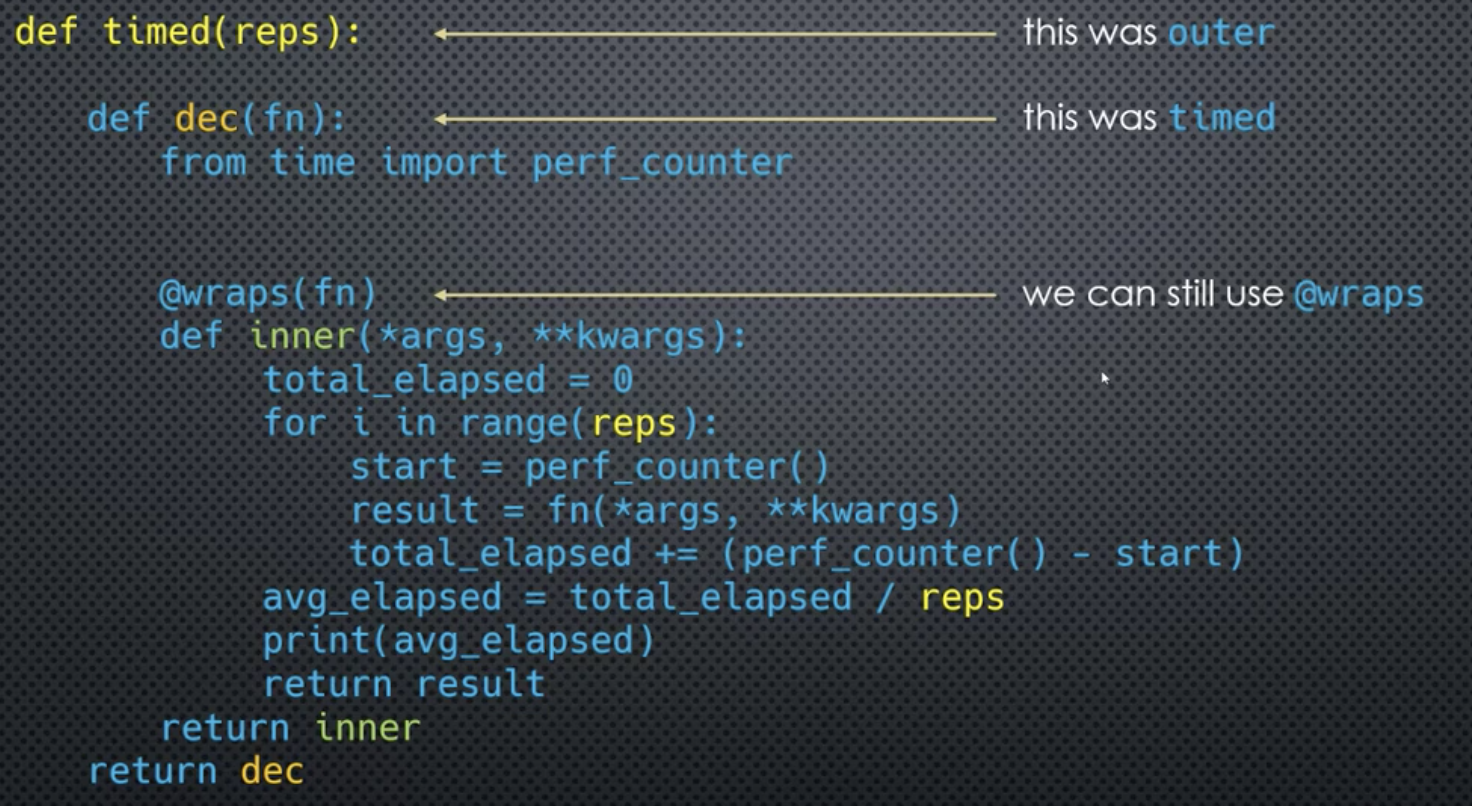 def timed(reps): this was outer
def dec(fn): this was timed
from time import perf_counter
@wraps(fn) we can still use @wraps
def inner(*args, **kwargs):
total_elapsed = 0
for i in range(reps):
start = perf_counter()
result = fn(*args, **kwargs)
total_elapsed += (perf_counter() - start)
avg_elapsed = total_elapsed / reps
print(avg_elapsed)
return result
return inner
return dec